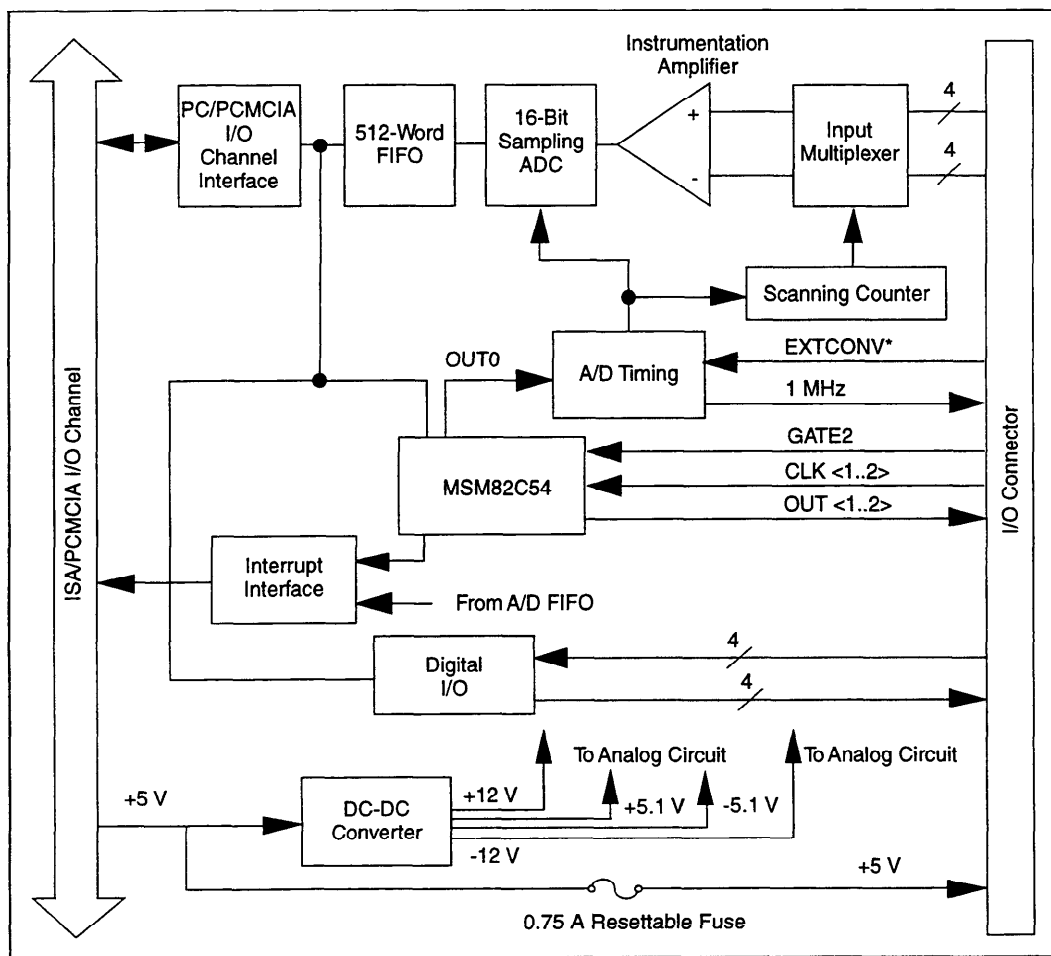 Instrumentation
Amplifier
PC/PCMCIA
I/O
Channel
Interface
512-Word
FIFO
16-Bit
Sampling
ADC
+
-
Input
Multiplexer
4
4
Scanning Counter
OUT0
A/D Timing
EXTCONV*
1 MHz
GATE2
MSM82C54
CLK <1..2>
OUT <1..2>
ISA/PCMCIA I/O Channel
I/O Connector
Interrupt
Interface
From A/D FIFO
Digital
I/O
4
4
To Analog Circuit
To Analog Circuit
+5 V
DC-DC
Converter
+12 V
+5.1 V
-5.1 V
-12 V
+5 V
0.75 A Resettable Fuse